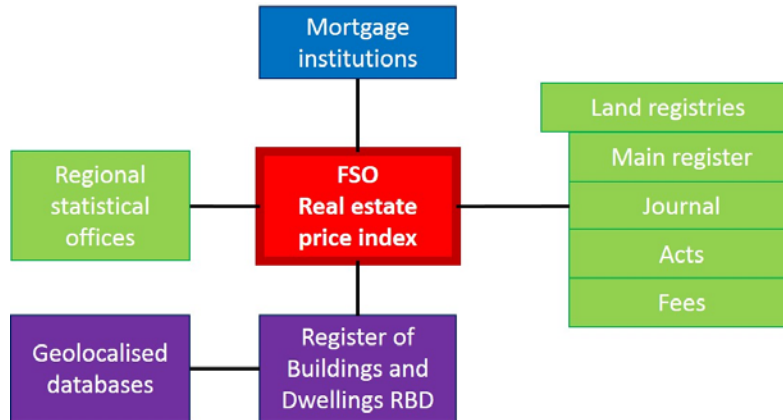 Mortgage
institutions
Land registries
Main register
Journal
Acts
Fees
Regional
statistical
offices
FSO
Real estate
price index
Geolocalised
databases
Register of
Buildings and
Dwellings RBD